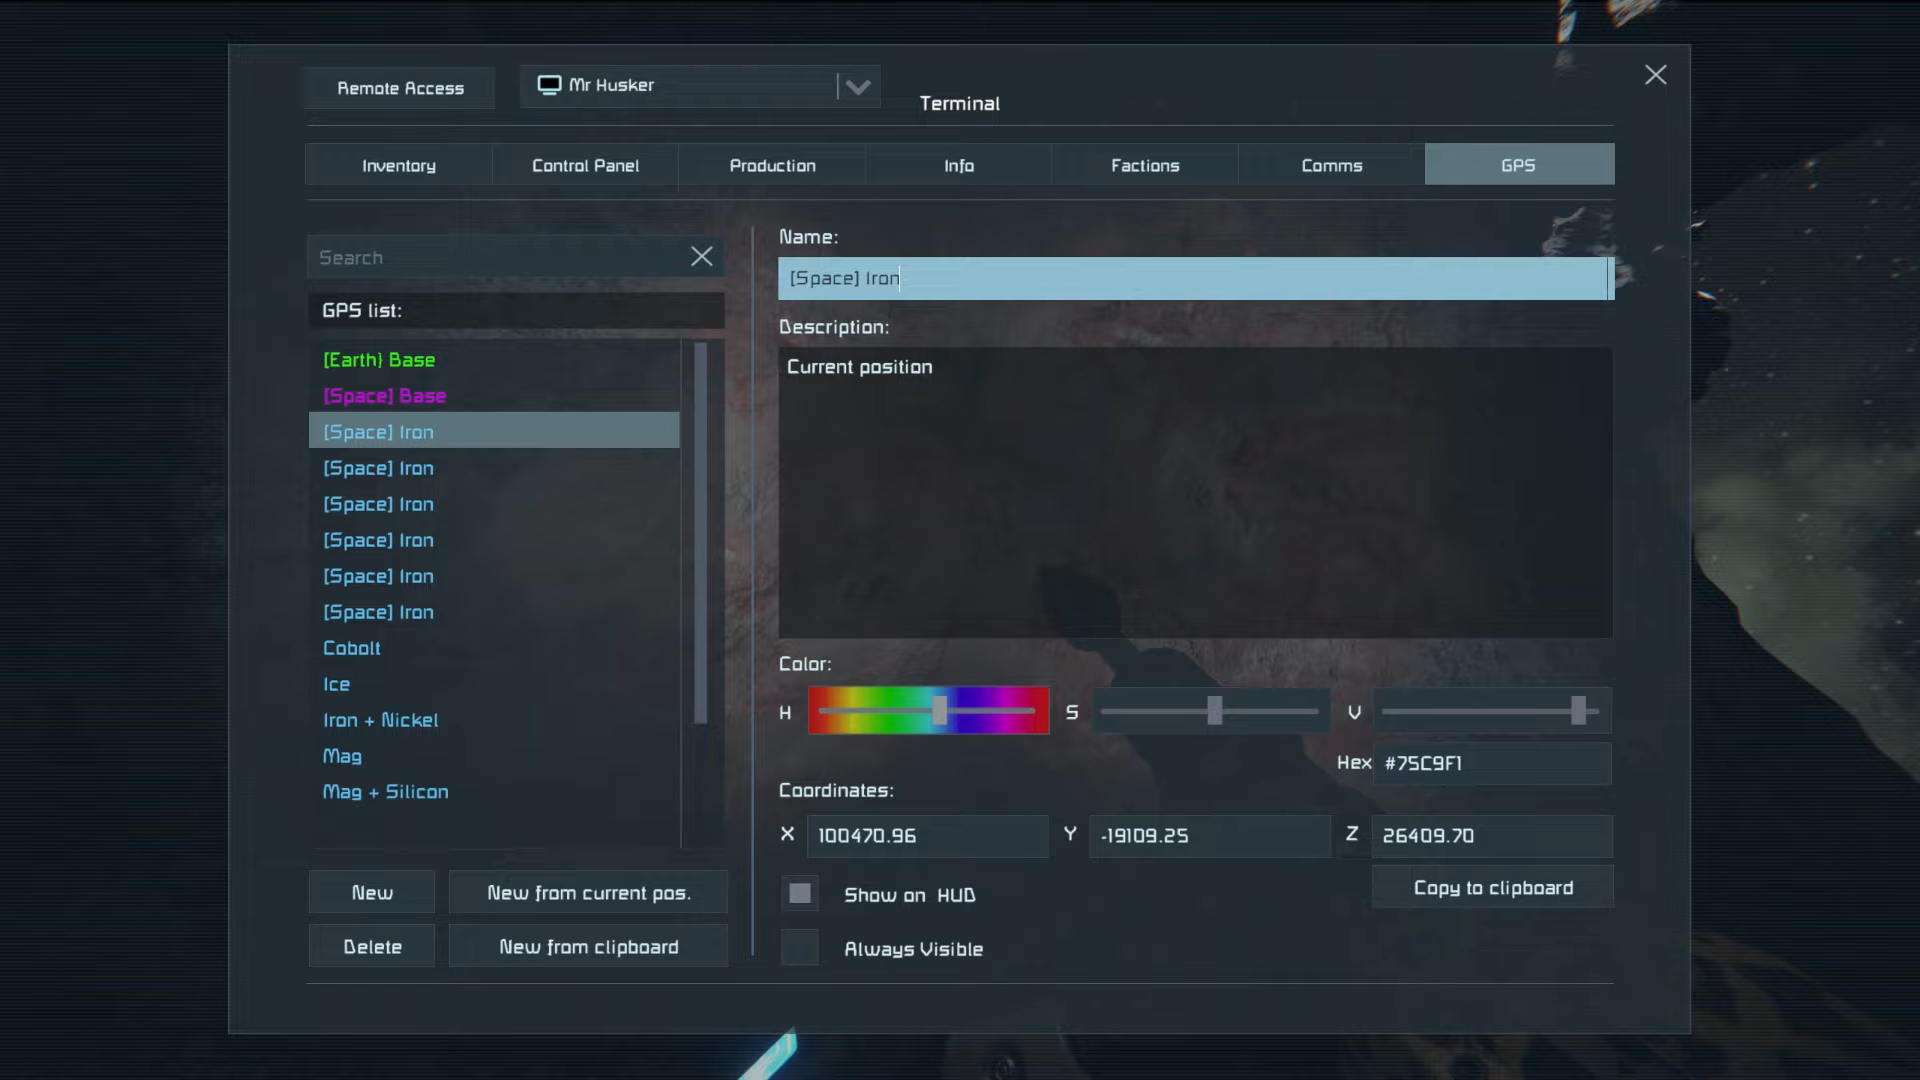 Remote Access
Mr Husker
Terminal
Inventory
Control Panel
Production
Info
Factions
Comms
GPS
Search
GPS list:
[Earth} Base
[Space] Base
[Space] Iron
[Space] Iron
[Space] Iron
[Space] Iron
[Space] Iron
[Space] Iron
Cobolt
Ice
Iron + Nickel
Mag
Mag + Silicon
New
New from current pos.
Delete
New from clipboard
Name:
[Space] Iron
Description:
Current position
Color:
H
S
V
Hex #75C9F1
Coordinates:
X 100470.96
Y -19109.25
Z 26409.70
Show on HUD
Copy to clipboard
Always Visible